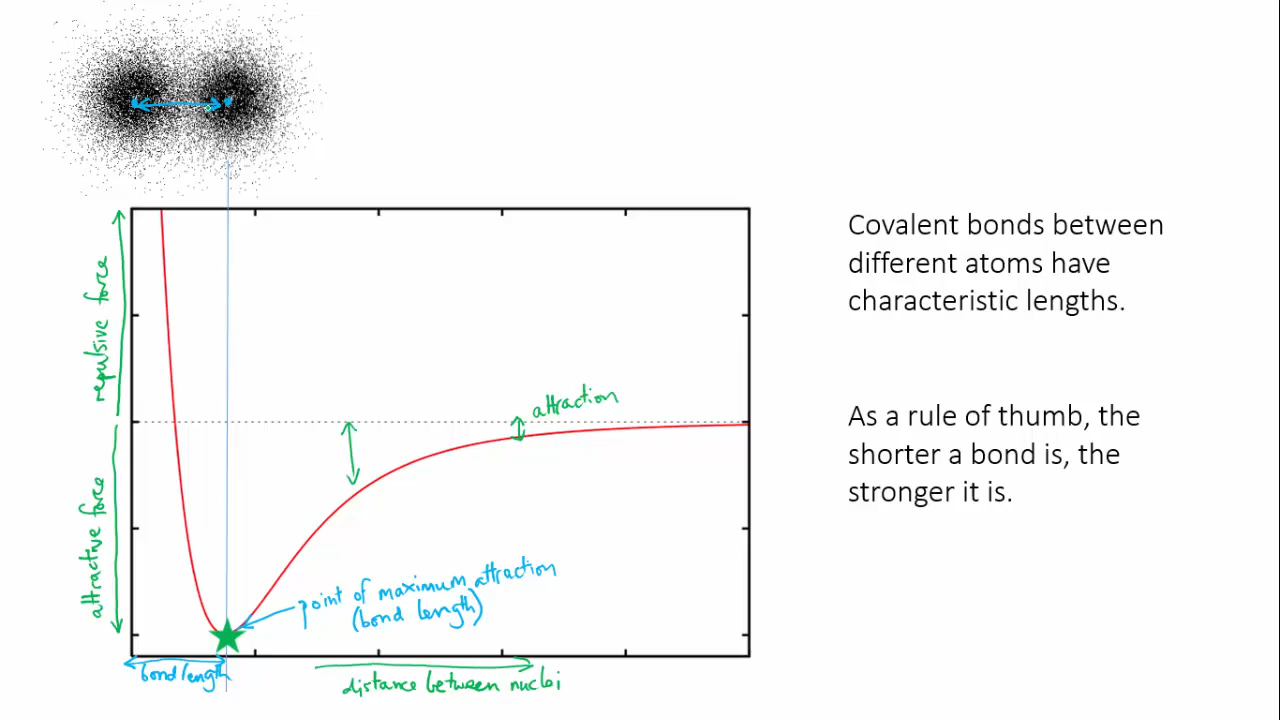 Covalent bonds between
different atoms have
characteristic lengths.
As a rule of thumb, the
shorter a bond is, the
stronger it is.
repulsive force
attractive force
attraction
point of maximum attraction
(bond length)
bond length
distance between nuclei